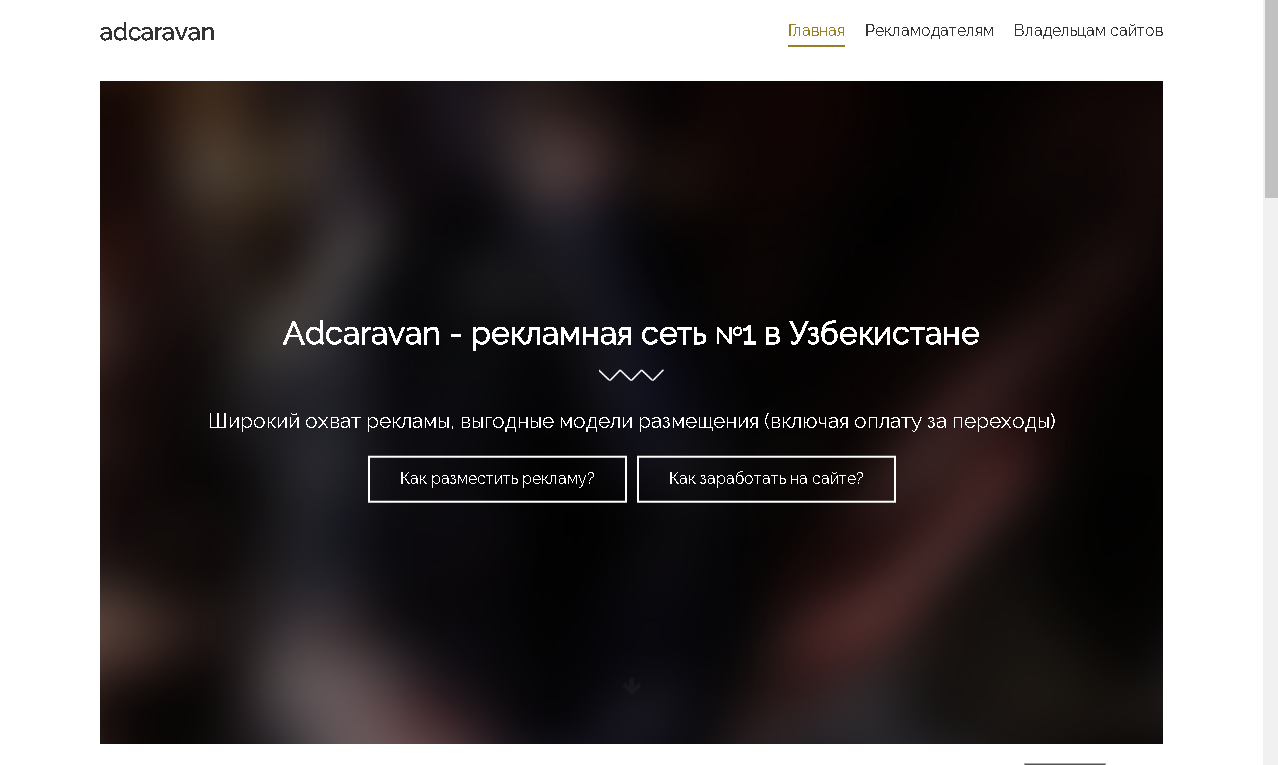 adcaravan
Главная Рекламодателям Владельцам сайтов
Adcaravan - рекламная сеть №1 в Узбекистане
Широкий охват рекламы, выгодные модели размещения (включая оплату за переходы)
Как разместить рекламу? Как заработать на сайте?